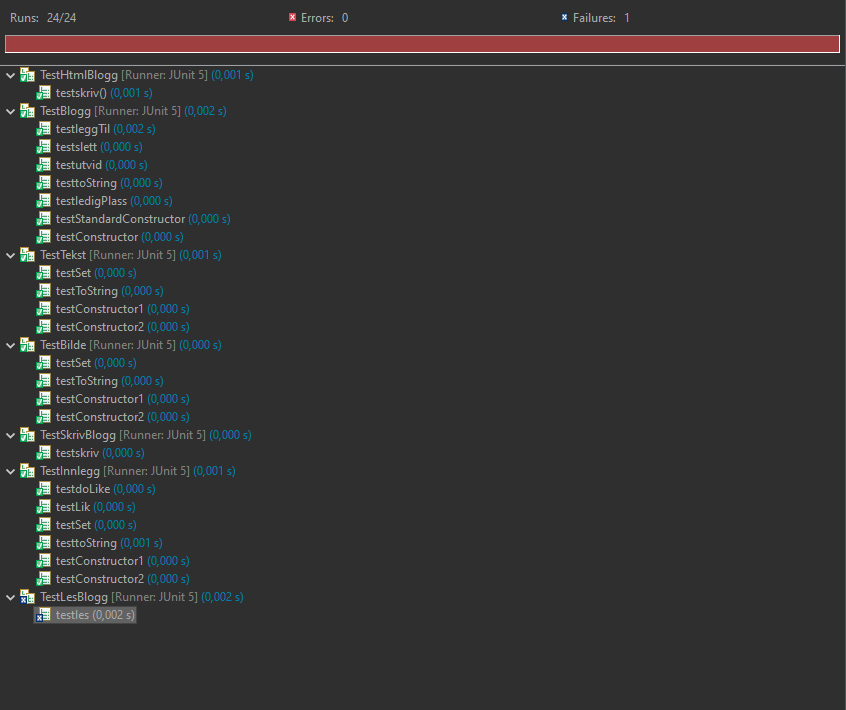 Runs: 24/24 Errors: 0 Failures: 1
TestHtmlBlogg [Runner: JUnit 5] (0,001 s)
testskriv() (0,001 s)
TestBlogg [Runner: JUnit 5] (0,002 s)
testleggTil (0,002 s)
testslett (0,000 s)
testutvid (0,000 s)
testtoString (0,000 s)
testledigPlass (0,000 s)
testStandardConstructor (0,000 s)
testConstructor (0,000 s)
TestTekst [Runner: JUnit 5] (0,001 s)
testSet (0,000 s)
testToString (0,000 s)
testConstructor1 (0,000 s)
testConstructor2 (0,000 s)
TestBilde [Runner: JUnit 5] (0,000 s)
testSet (0,000 s)
testToString (0,000 s)
testConstructor1 (0,000 s)
testConstructor2 (0,000 s)
TestSkrivBlogg [Runner: JUnit 5] (0,000 s)
testskriv (0,000 s)
TestInnlegg [Runner: JUnit 5] (0,001 s)
testdoLike (0,000 s)
testLik (0,000 s)
testSet (0,000 s)
testtoString (0,001 s)
testConstructor1 (0,000 s)
testConstructor2 (0,000 s)
TestLesBlogg [Runner: JUnit 5] (0,002 s)
testles (0,002 s)